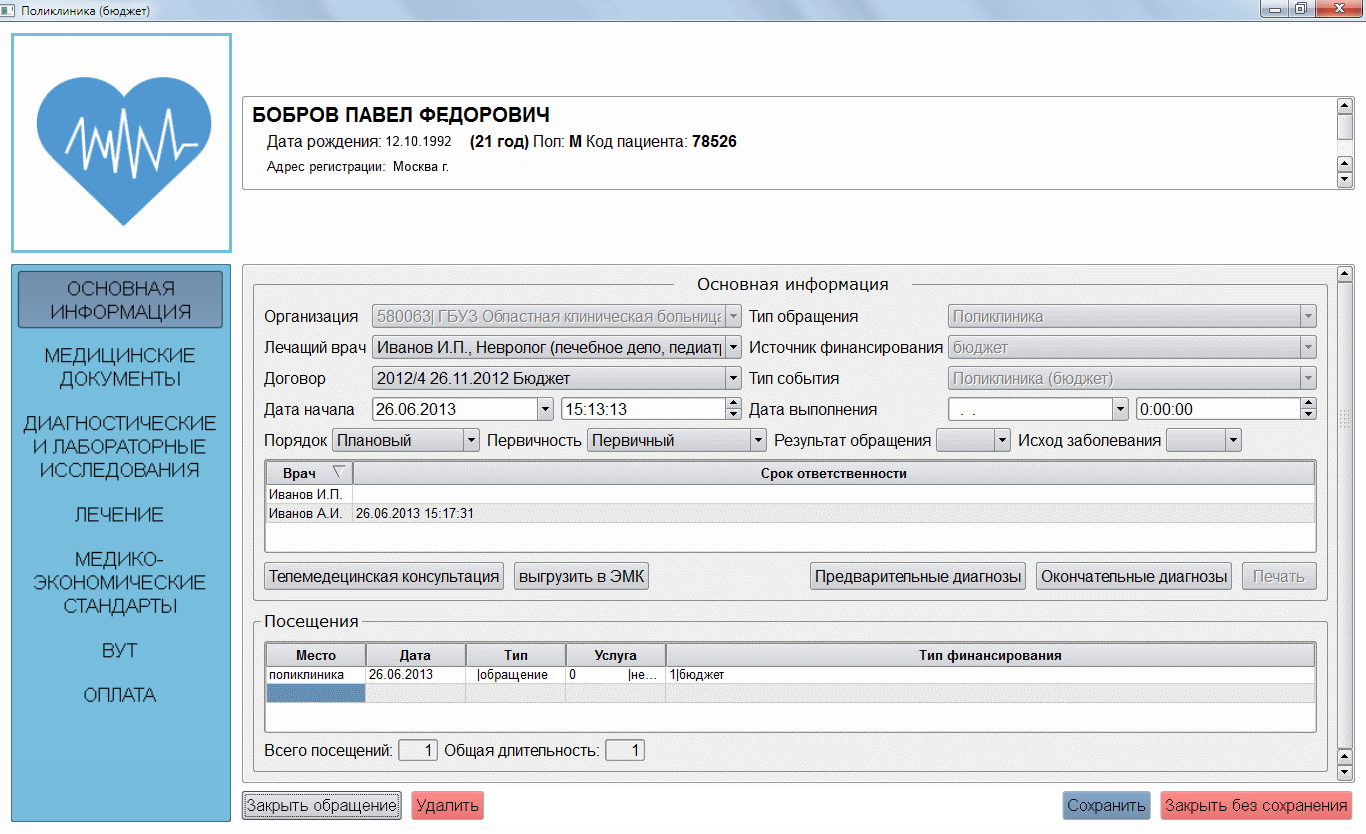 Поликлиника (бюджет)
БОБРОВ ПАВЕЛ ФЕДОРОВИЧ
Дата рождения: 12.10.1992 (21 год) Пол: М Код пациента: 78526
Адрес регистрации: Москва г.
ОСНОВНАЯ
ИНФОРМАЦИЯ
МЕДИЦИНСКИЕ
ДОКУМЕНТЫ
ДИАГНОСТИЧЕСКИЕ
И ЛАБОРАТОРНЫЕ
ИССЛЕДОВАНИЯ
ЛЕЧЕНИЕ
МЕДИКО-
ЭКОНОМИЧЕСКИЕ
СТАНДАРТЫ
ВУТ
ОПЛАТА
Основная информация
Организация 580063| ГБУЗ Областная клиническая больница Тип обращения Поликлиника
Лечащий врач Иванов И.П., Невролог (лечебное дело, педиатр Источник финансирования бюджет
Договор 2012/4 26.11.2012 Бюджет Тип события Поликлиника (бюджет)
Дата начала 26.06.2013 15:13:13 Дата выполнения . . 0:00:00
Порядок Плановый Первичность Первичный Результат обращения Исход заболевания
Врач Срок ответственности
Иванов И.П.
Иванов А.И. 26.06.2013 15:17:31
Телемедецинская консультация выгрузить в ЭМК Предварительные диагнозы Окончательные диагнозы Печать
Посещения
Место Дата Тип Услуга Тип финансирования
поликлиника 26.06.2013 |обращение 0 |не... 1|бюджет
Всего посещений: 1 Общая длительность: 1
Закрыть обращение Удалить Сохранить Закрыть без сохранения